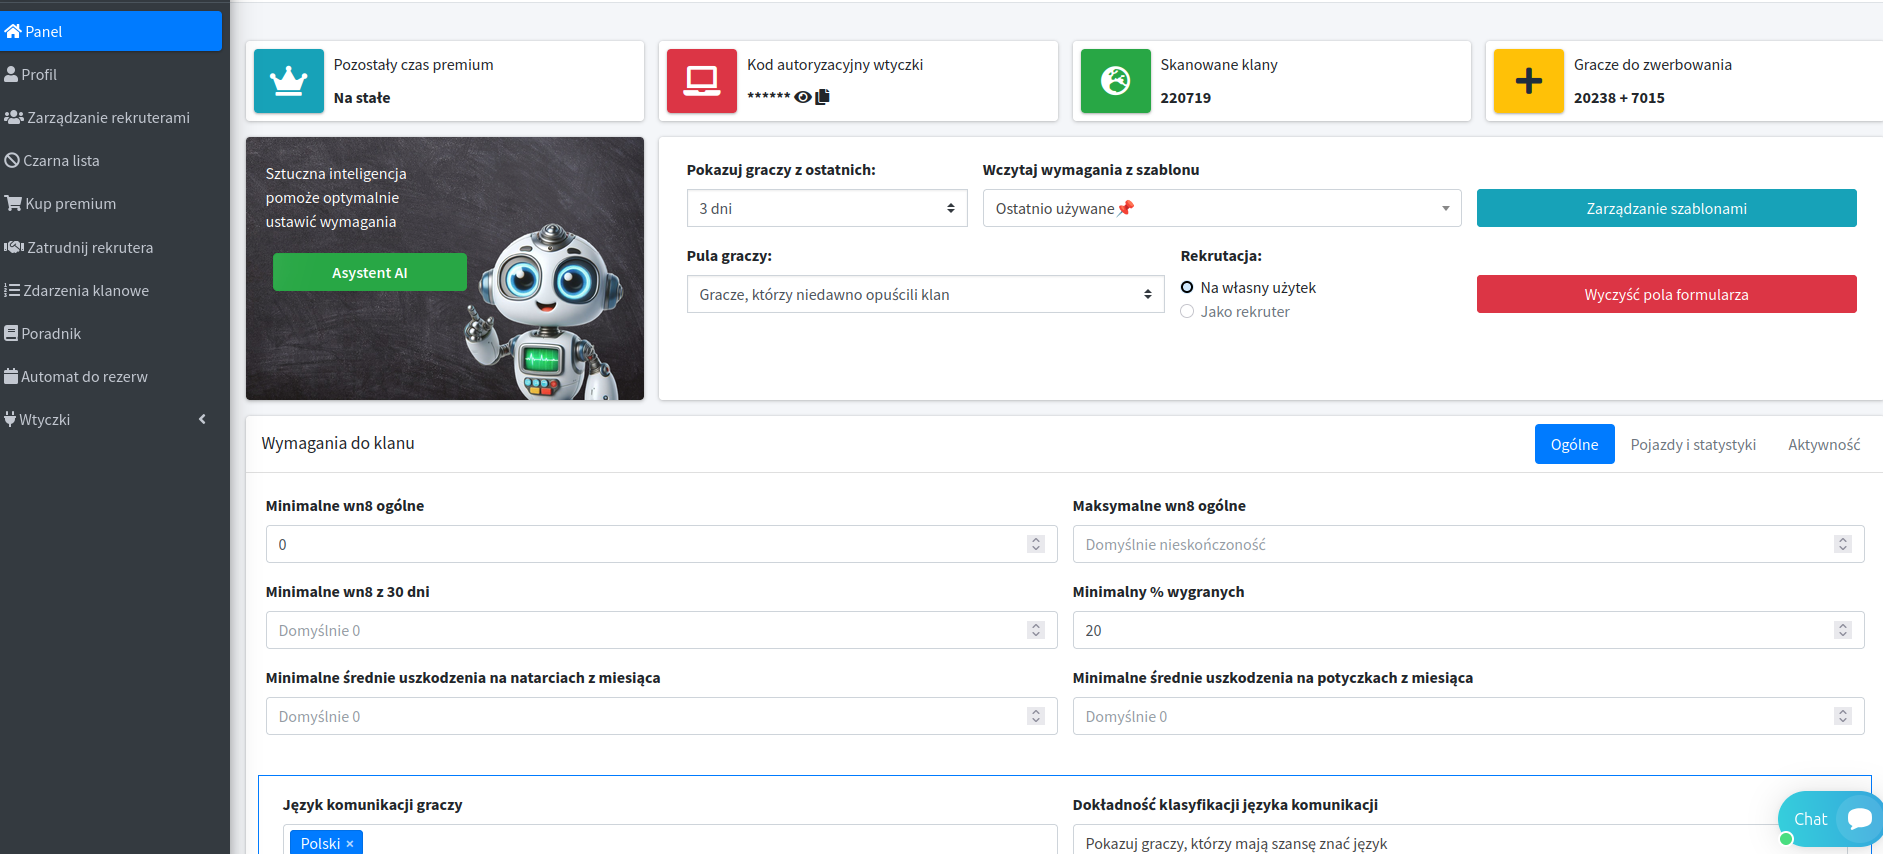 Panel
Profil
Zarządzanie rekruterami
Czarna lista
Kup premium
Zatrudnij rekrutera
Zdarzenia klanowe
Poradnik
Automat do rezerw
Wtyczki
Pozostały czas premium
Na stałe
Kod autoryzacyjny wtyczki
******
Skanowane klany
220719
Gracze do zwerbowania
20238 + 7015
Sztuczna inteligencja
pomoże optymalnie
ustawić wymagania
Asystent AI
Pokazuj graczy z ostatnich:
3 dni
Wczytaj wymagania z szablonu
Ostatnio używane📌
Zarządzanie szablonami
Pula graczy:
Gracze, którzy niedawno opuścili klan
Rekrutacja:
Na własny użytek
Jako rekruter
Wyczyść pola formularza
Wymagania do klanu
Ogólne
Pojazdy i statystyki
Aktywność
Minimalne wn8 ogólne
0
Maksymalne wn8 ogólne
Domyślnie nieskończoność
Minimalne wn8 z 30 dni
Domyślnie 0
Minimalny % wygranych
20
Minimalne średnie uszkodzenia na natarciach z miesiąca
Domyślnie 0
Minimalne średnie uszkodzenia na potyczkach z miesiąca
Domyślnie 0
Język komunikacji graczy
Polski ×
Dokładność klasyfikacji języka komunikacji
Pokazuj graczy, którzy mają szansę znać język
Chat